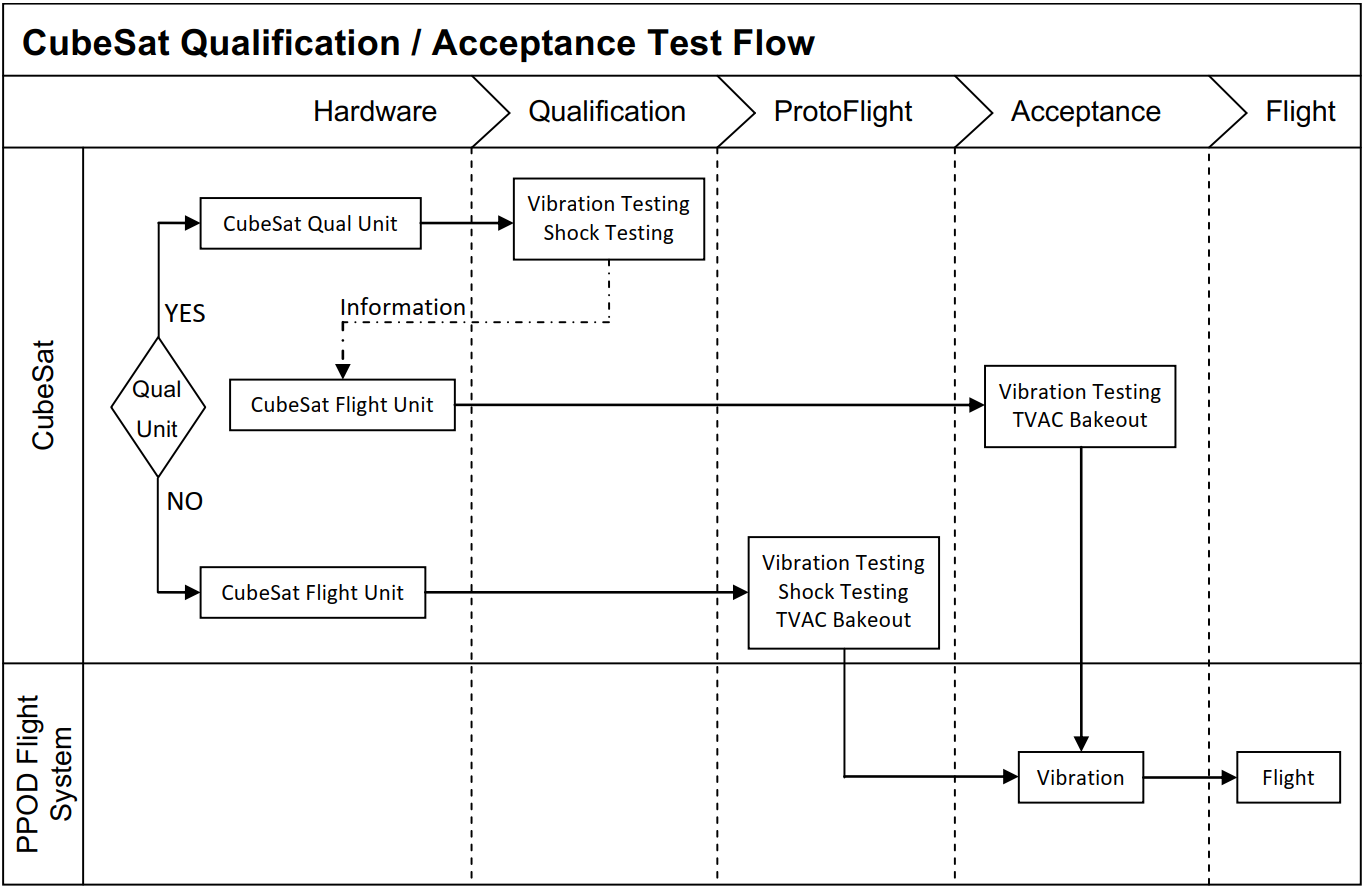 CubeSat Qualification / Acceptance Test Flow
Hardware
Qualification
ProtoFlight
Acceptance
Flight
CubeSat
Qual
Unit
YES
CubeSat Qual Unit
Vibration Testing
Shock Testing
Information
CubeSat Flight Unit
Vibration Testing
TVAC Bakeout
NO
CubeSat Flight Unit
Vibration Testing
Shock Testing
TVAC Bakeout
PPOD Flight
System
Vibration
Flight